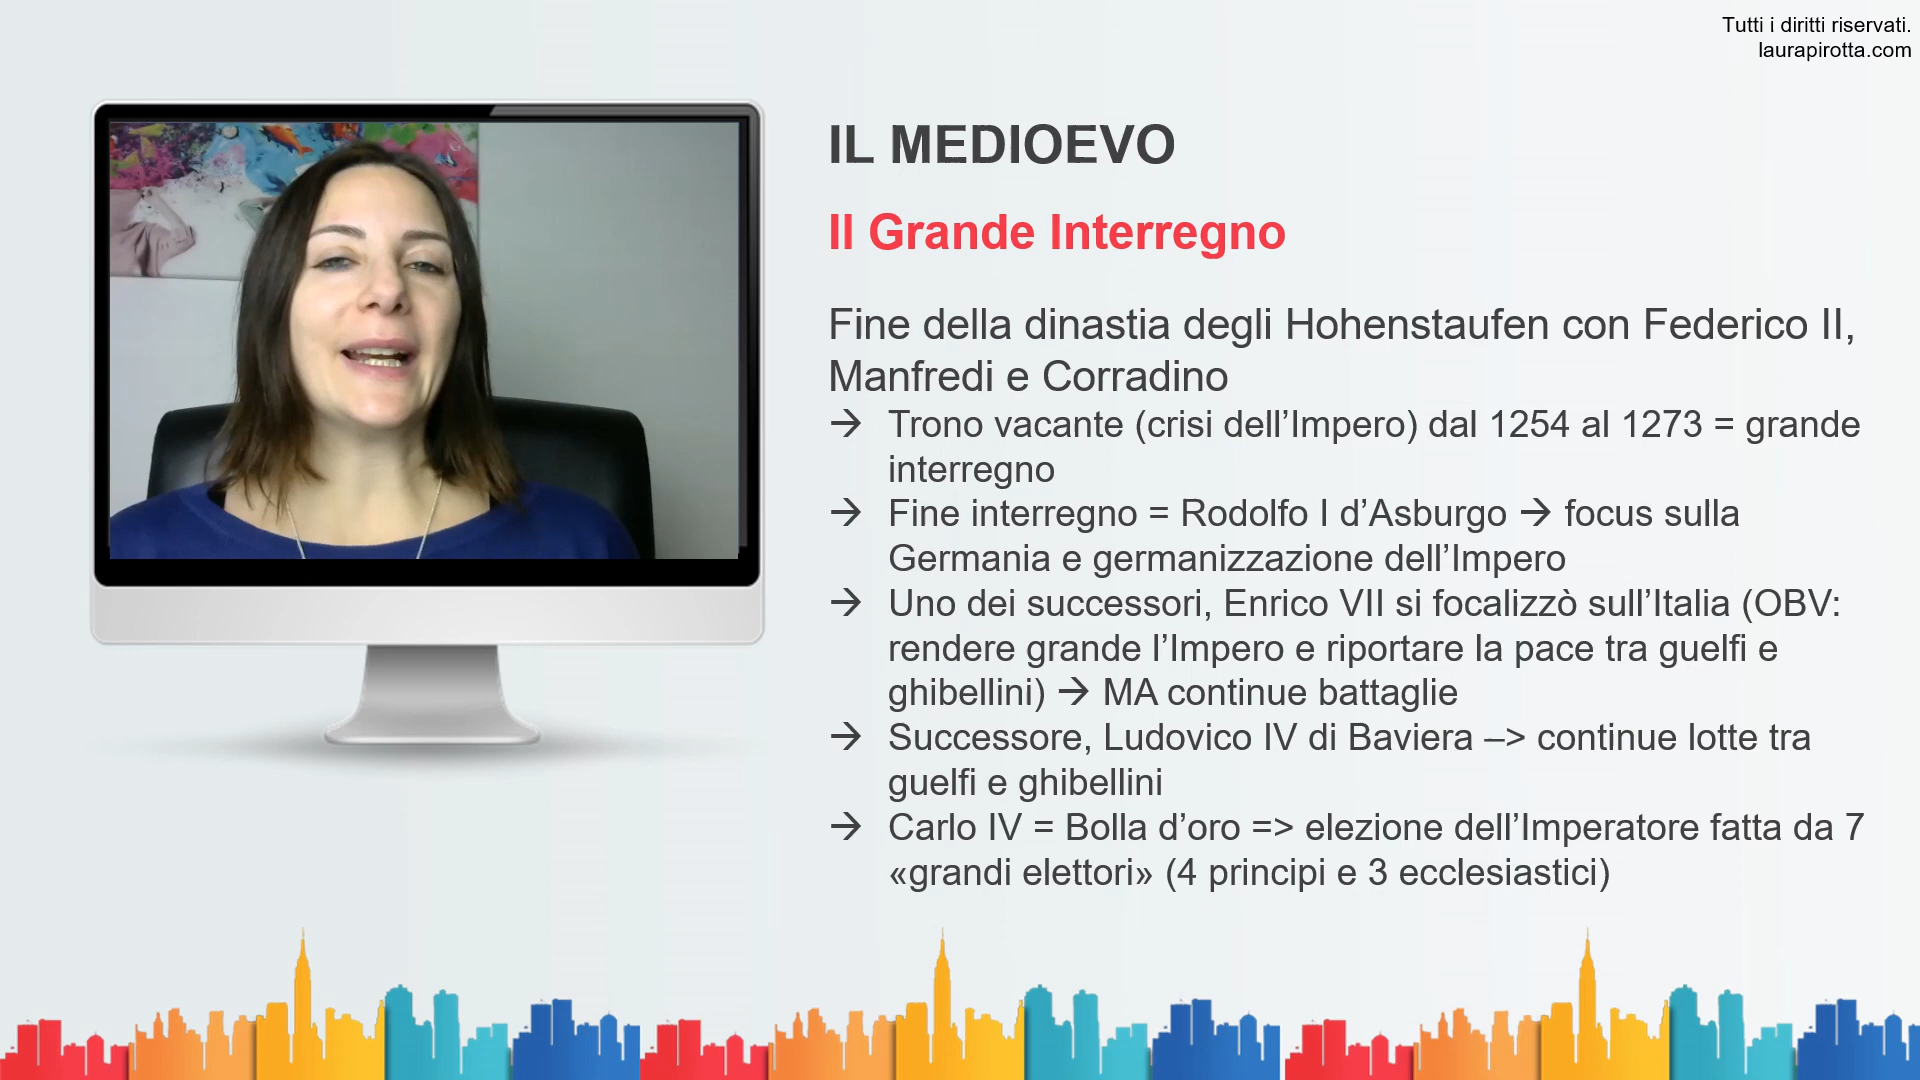 Tutti i diritti riservati.
laurapirotta.com
IL MEDIOEVO
Il Grande Interregno
Fine della dinastia degli Hohenstaufen con Federico II,
Manfredi e Corradino
→ Trono vacante (crisi dell’Impero) dal 1254 al 1273 = grande
interregno
→ Fine interregno = Rodolfo I d’Asburgo → focus sulla
Germania e germanizzazione dell’Impero
→ Uno dei successori, Enrico VII si focalizzò sull’Italia (OBV:
rendere grande l’Impero e riportare la pace tra guelfi e
ghibellini) → MA continue battaglie
→ Successore, Ludovico IV di Baviera –> continue lotte tra
guelfi e ghibellini
→ Carlo IV = Bolla d’oro => elezione dell’Imperatore fatta da 7
«grandi elettori» (4 principi e 3 ecclesiastici)